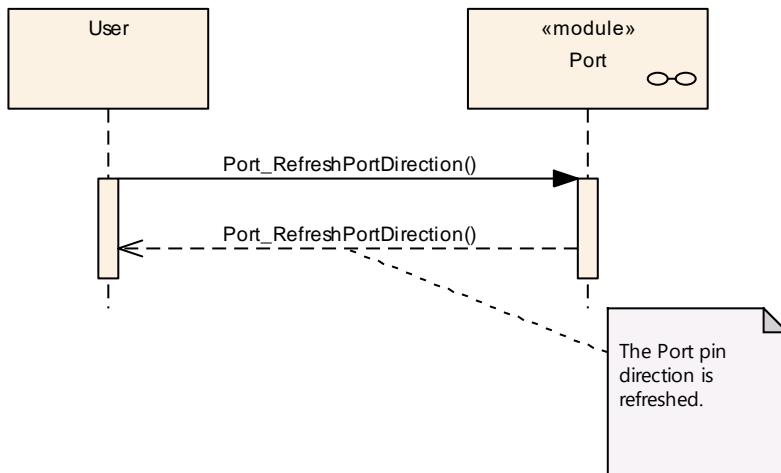 User
«module»
Port
Port_RefreshPortDirection()
Port_RefreshPortDirection()
The Port pin
direction is
refreshed.